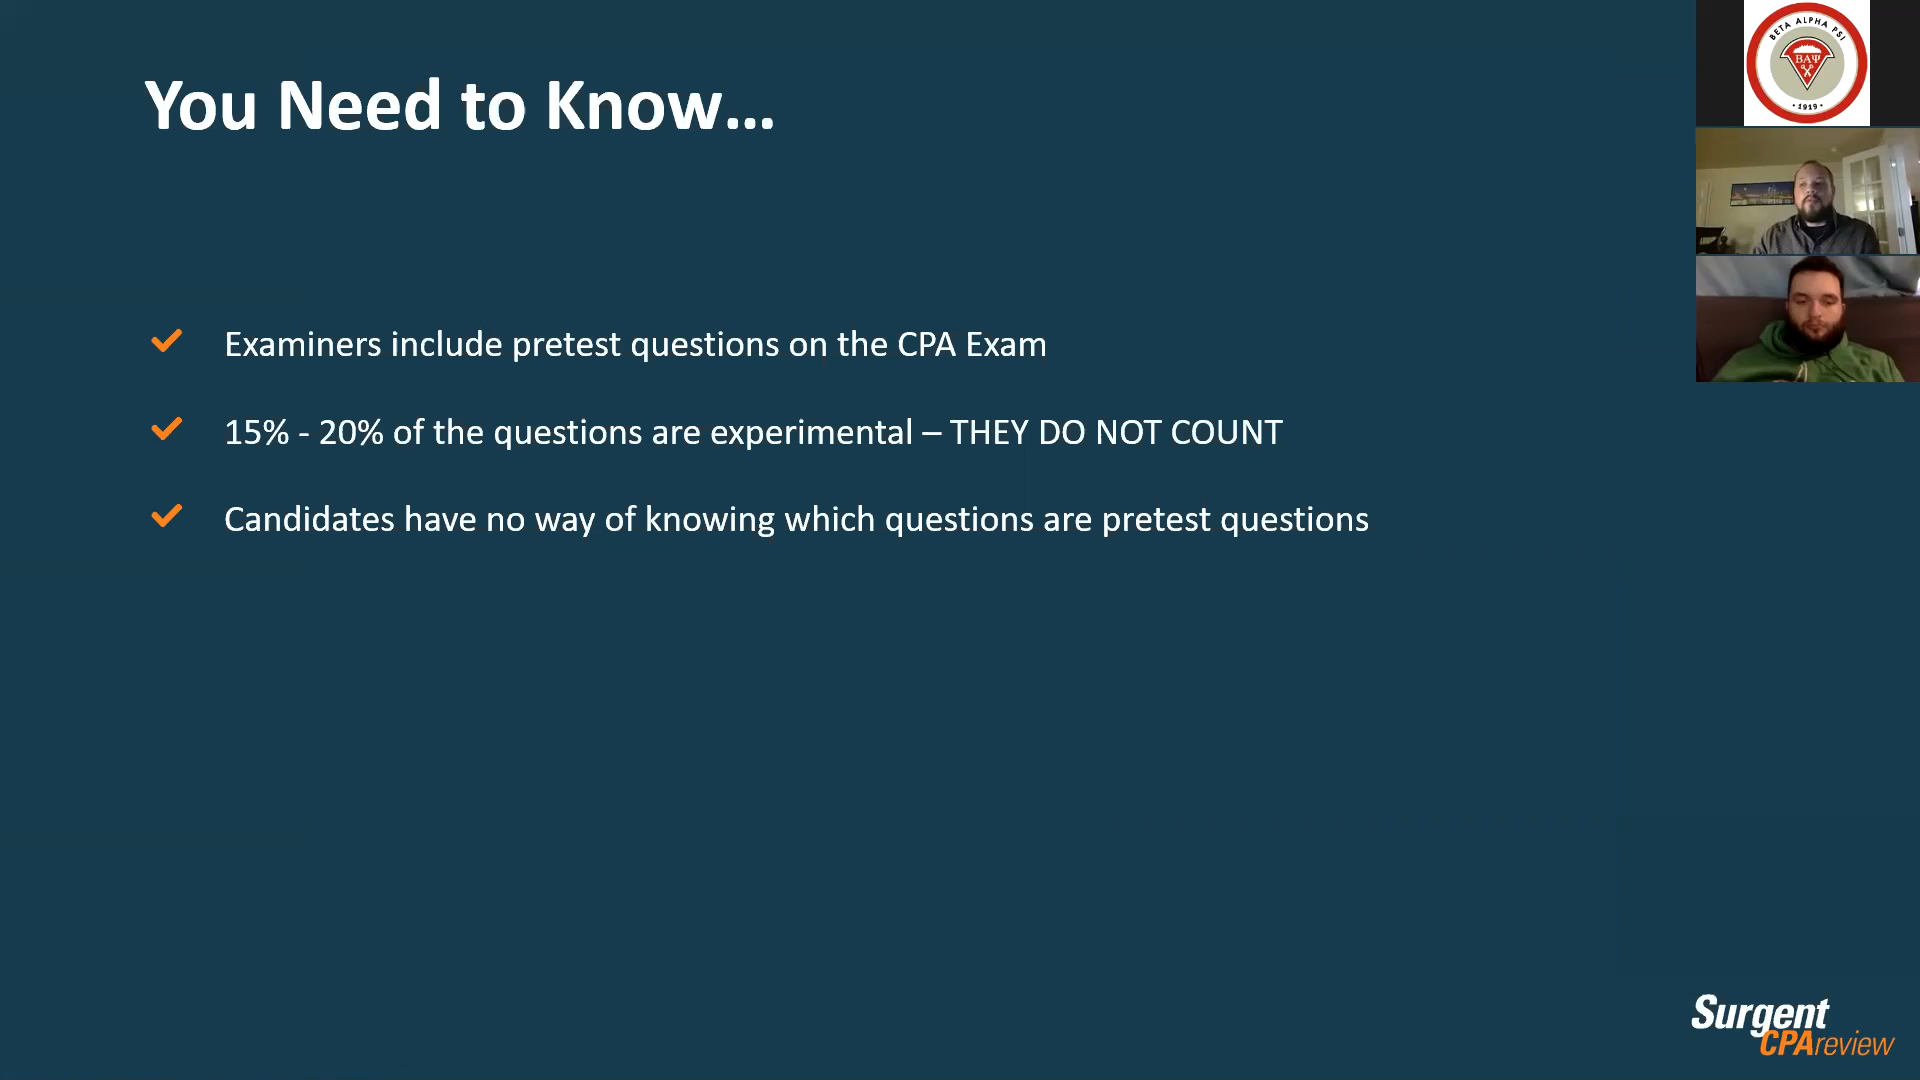 You Need to Know...
Examiners include pretest questions on the CPA Exam
15% - 20% of the questions are experimental – THEY DO NOT COUNT
Candidates have no way of knowing which questions are pretest questions
BETA ALPHA PSI
ΒΑΨ
• 1919 •
Surgent
CPAreview